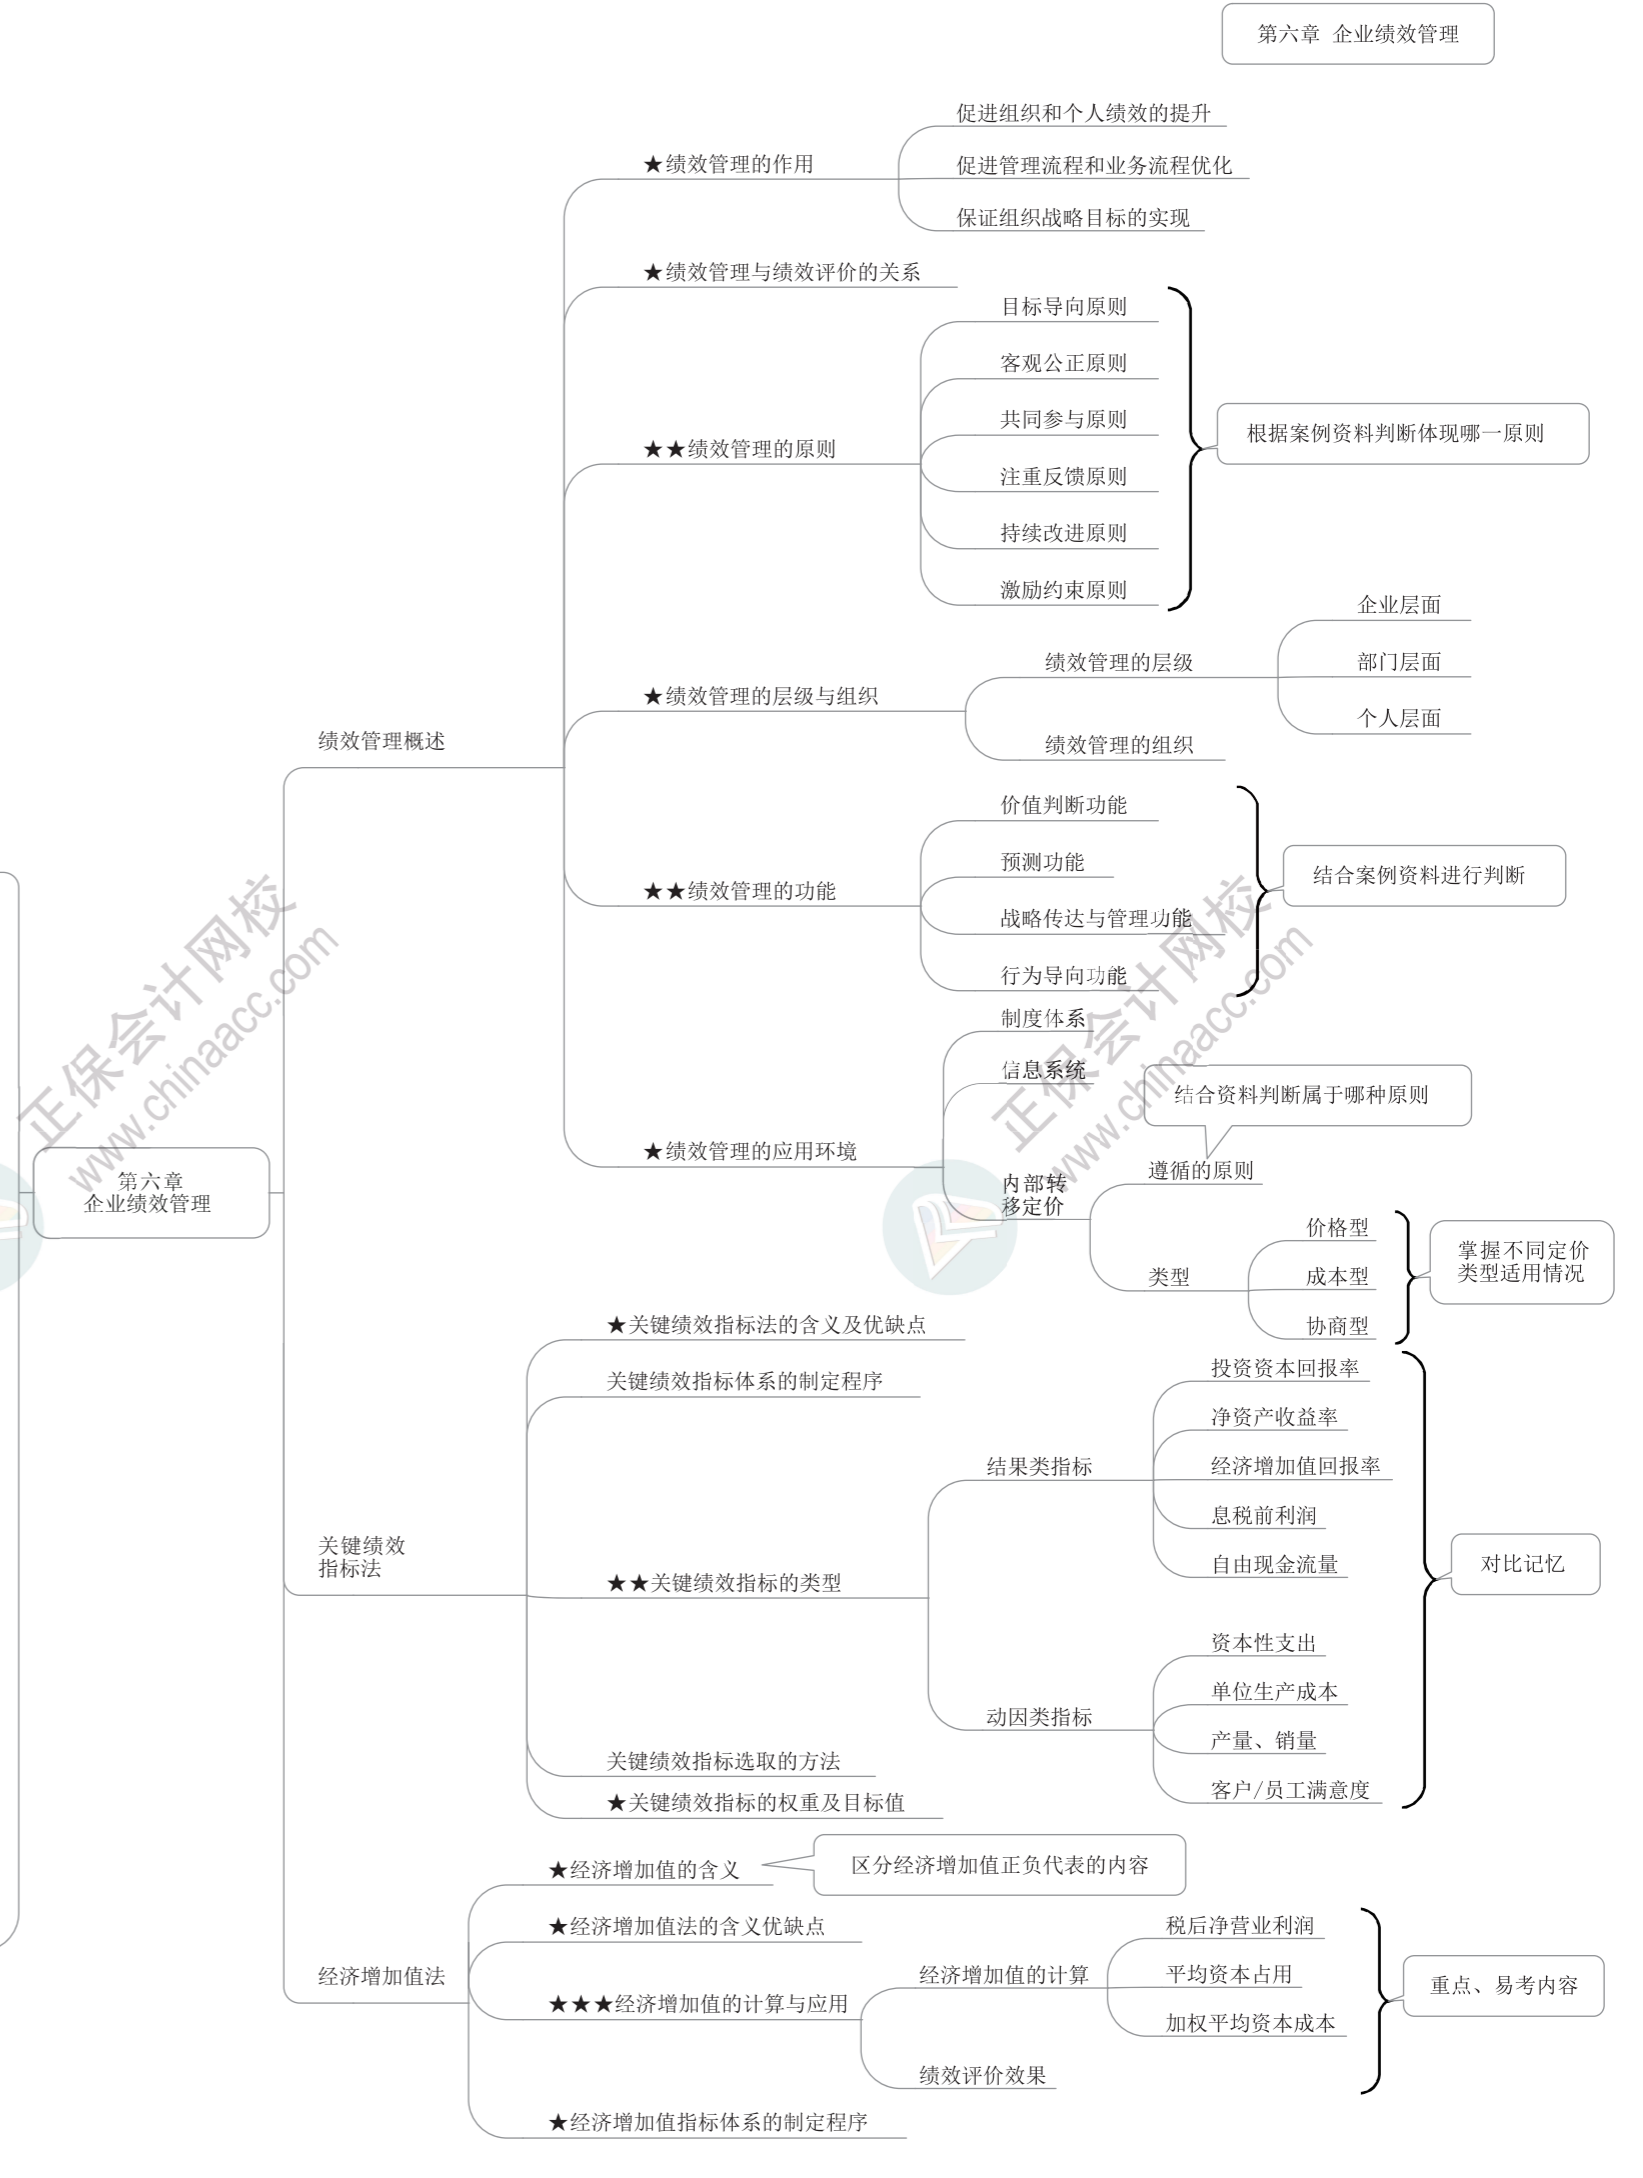 第六章 企业绩效管理
促进组织和个人绩效的提升
★绩效管理的作用
促进管理流程和业务流程优化
保证组织战略目标的实现
★绩效管理与绩效评价的关系
目标导向原则
客观公正原则
共同参与原则
★★绩效管理的原则
根据案例资料判断体现哪一原则
注重反馈原则
持续改进原则
激励约束原则
企业层面
绩效管理的层级
部门层面
★绩效管理的层级与组织
个人层面
绩效管理的组织
绩效管理概述
价值判断功能
预测功能
★★绩效管理的功能
结合案例资料进行判断
战略传达与管理功能
行为导向功能
制度体系
信息系统
结合资料判断属于哪种原则
★绩效管理的应用环境
遵循的原则
内部转
移定价
第六章
企业绩效管理
价格型
类型
成本型
掌握不同定价
类型适用情况
协商型
★关键绩效指标法的含义及优缺点
关键绩效指标体系的制定程序
投资资本回报率
净资产收益率
结果类指标
经济增加值回报率
息税前利润
自由现金流量
关键绩效
指标法
★★关键绩效指标的类型
对比记忆
资本性支出
单位生产成本
动因类指标
产量、销量
客户/员工满意度
关键绩效指标选取的方法
★关键绩效指标的权重及目标值
★经济增加值的含义
区分经济增加值正负代表的内容
★经济增加值法的含义优缺点
税后净营业利润
经济增加值法
经济增加值的计算
平均资本占用
重点、易考内容
★★★经济增加值的计算与应用
加权平均资本成本
绩效评价效果
★经济增加值指标体系的制定程序
正保会计网校
www.chinaacc.com
正保会计网校
www.chinaacc.com